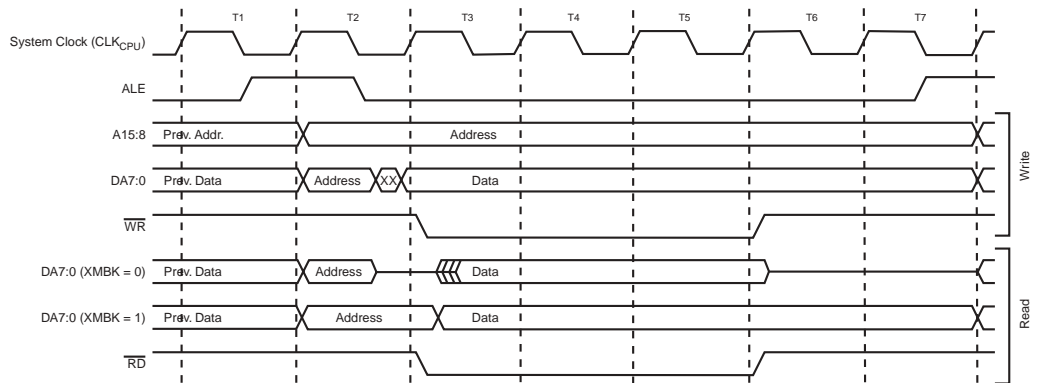 T1 T2 T3 T4 T5 T6 T7
System Clock (CLKCPU)
ALE
A15:8 Prev. Addr. Address
DA7:0 Prev. Data Address XX Data
WR
Write
DA7:0 (XMBK = 0) Prev. Data Address Data
DA7:0 (XMBK = 1) Prev. Data Address Data
RD
Read